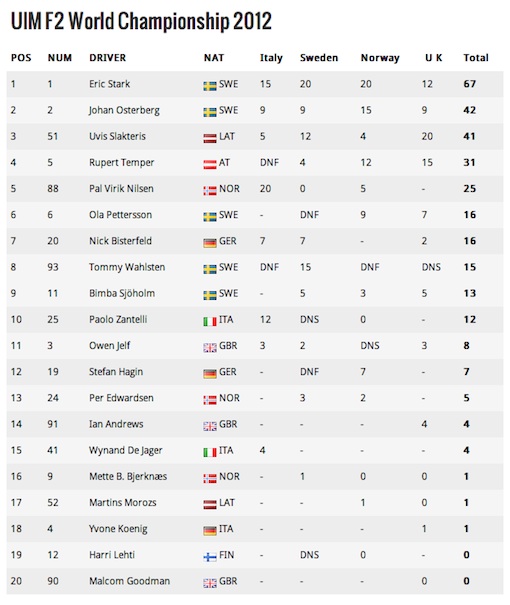 UIM F2 World Championship 2012
POS NUM DRIVER NAT Italy Sweden Norway U K Total
1 1 Eric Stark SWE 15 20 20 12 67
2 2 Johan Osterberg SWE 9 9 15 9 42
3 51 Uvis Slakteris LAT 5 12 4 20 41
4 5 Rupert Temper AT DNF 4 12 15 31
5 88 Pal Virik Nilsen NOR 20 0 5 - 25
6 6 Ola Pettersson SWE - DNF 9 7 16
7 20 Nick Bisterfeld GER 7 7 - 2 16
8 93 Tommy Wahlsten SWE DNF 15 DNF DNS 15
9 11 Bimba Sjöholm SWE - 5 3 5 13
10 25 Paolo Zantelli ITA 12 DNS 0 - 12
11 3 Owen Jelf GBR 3 2 DNS 3 8
12 19 Stefan Hagin GER - DNF 7 - 7
13 24 Per Edwardsen NOR - 3 2 - 5
14 91 Ian Andrews GBR - - - 4 4
15 41 Wynand De Jager ITA 4 - - - 4
16 9 Mette B. Bjerknæs NOR - 1 0 0 1
17 52 Martins Morozs LAT - - 1 0 1
18 4 Yvone Koenig ITA - - - 1 1
19 12 Harri Lehti FIN - DNS 0 - 0
20 90 Malcom Goodman GBR - - - 0 0